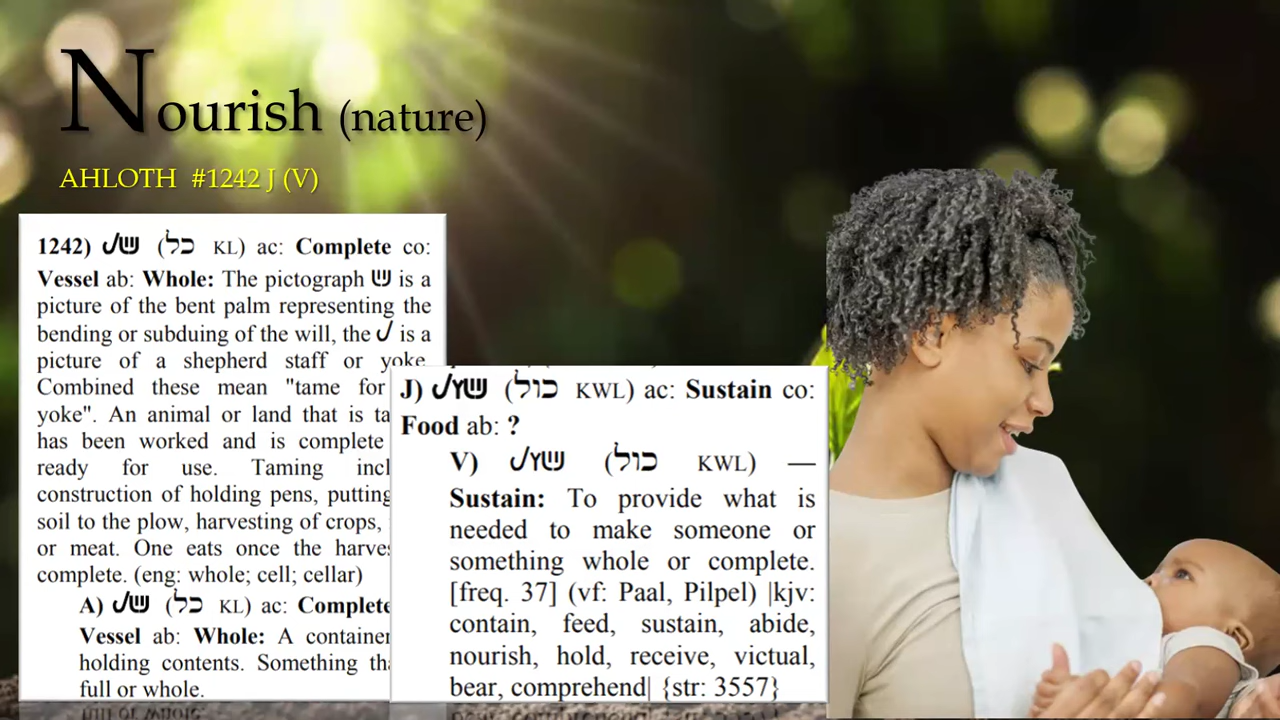 Nourish (nature)
AHLOTH #1242 J (V)
1242) (כל KL) ac: Complete co:
Vessel ab: Whole: The pictograph is a
picture of the bent palm representing the
bending or subduing of the will, the is a
picture of a shepherd staff or yoke
Combined these mean "tame for
yoke". An animal or land that is ta
has been worked and is complete
ready for use. Taming incl
construction of holding pens, putting
soil to the plow, harvesting of crops,
or meat. One eats once the harves
complete. (eng: whole; cell; cellar)
A) (כל KL) ac: Complete
Vessel ab: Whole: A container
holding contents. Something tha
full or whole.
J) (כול KWL) ac: Sustain co:
Food ab: ?
V) (כול KWL) —
Sustain: To provide what is
needed to make someone or
something whole or complete.
[freq. 37] (vf: Paal, Pilpel) |kjv:
contain, feed, sustain, abide,
nourish, hold, receive, victual,
bear, comprehend| {str: 3557}